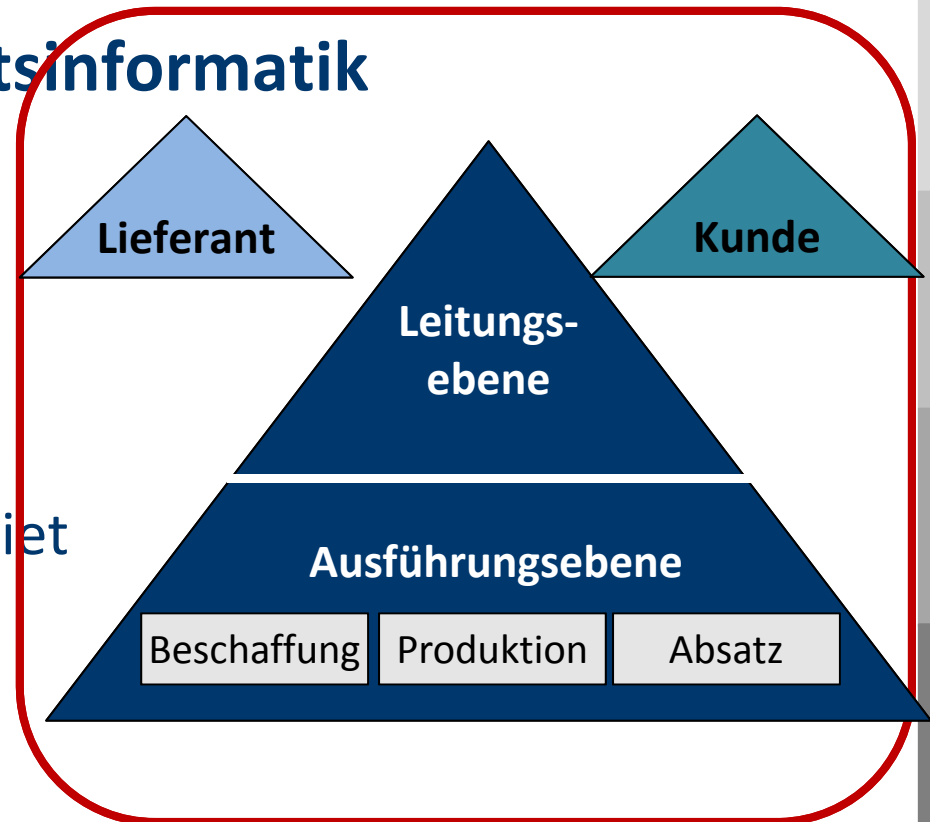 tsinformatik
Lieferant
Kunde
Leitungs-
ebene
iet
Ausführungsebene
Beschaffung
Produktion
Absatz